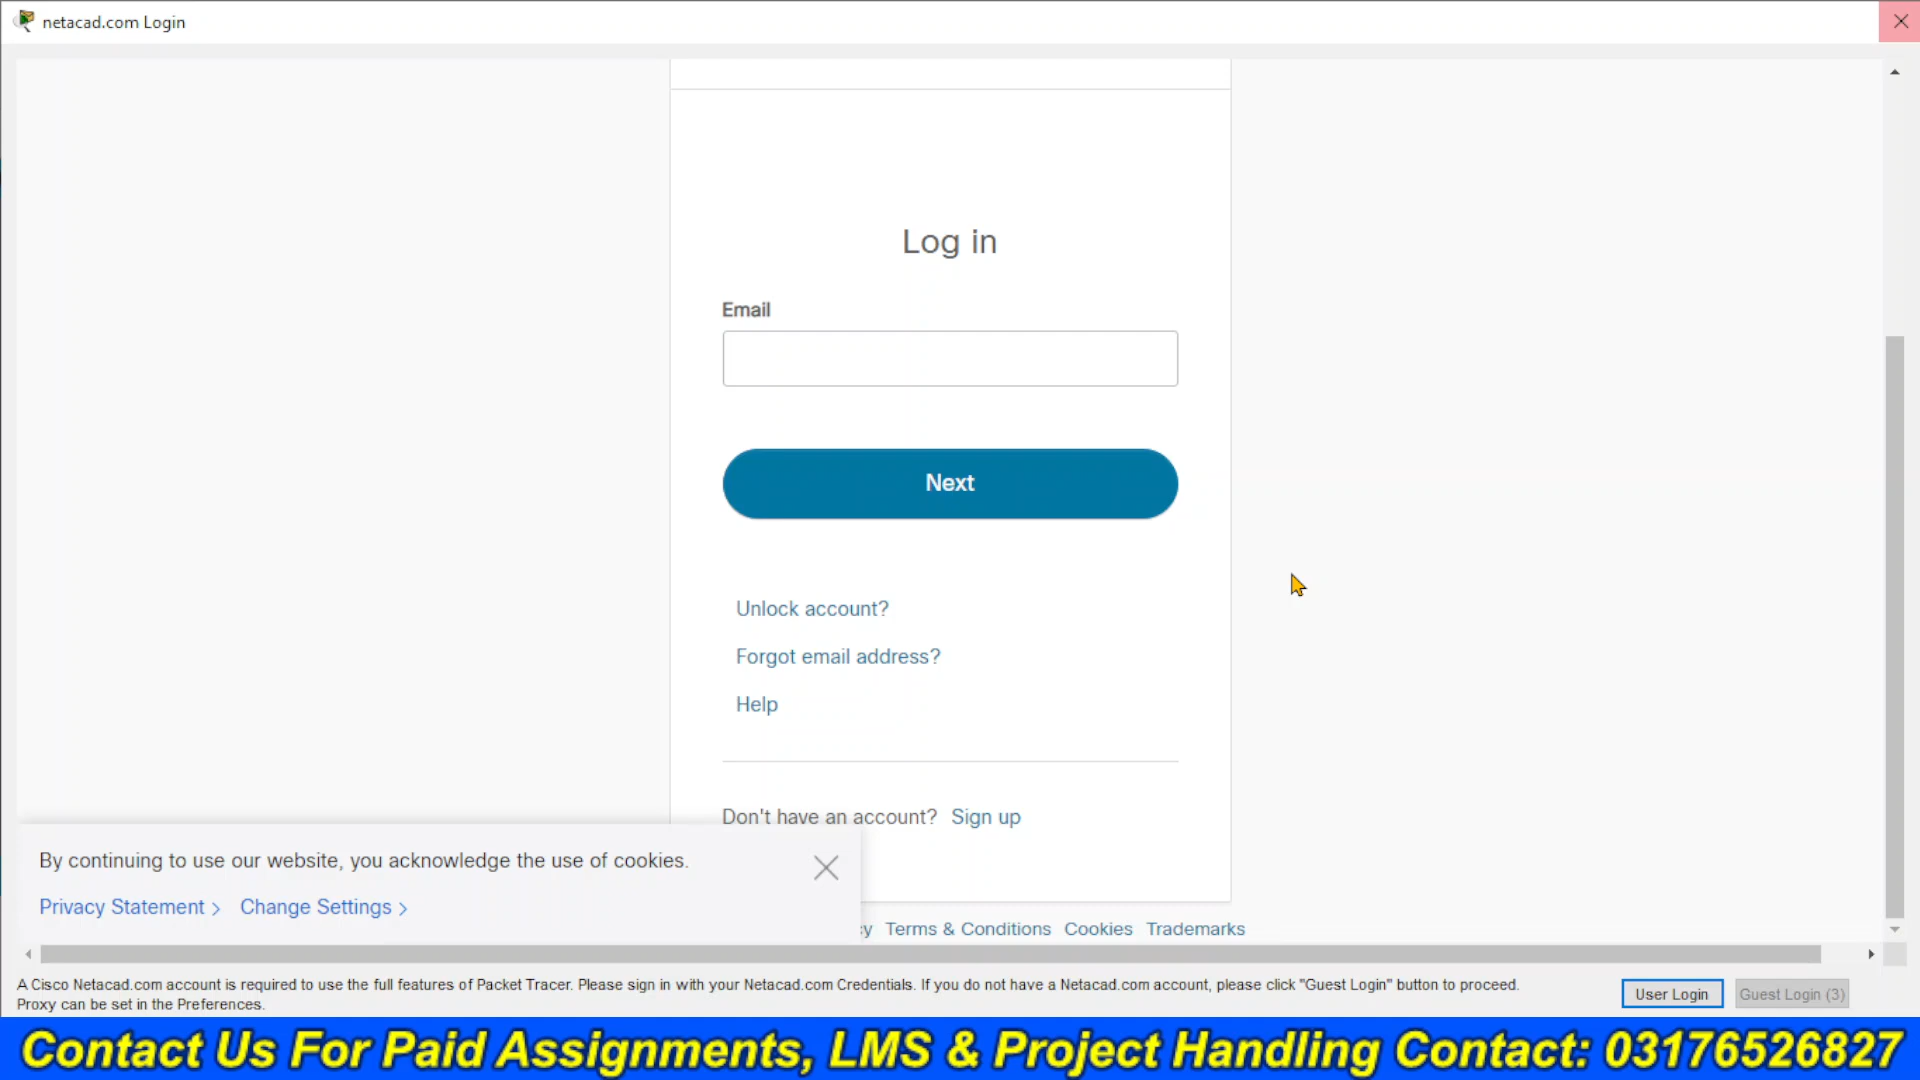 netacad.com Login
Log in
Email
Next
Unlock account?
Forgot email address?
Help
Don't have an account? Sign up
By continuing to use our website, you acknowledge the use of cookies.
Privacy Statement > Change Settings >
cy Terms & Conditions Cookies Trademarks
A Cisco Netacad.com account is required to use the full features of Packet Tracer. Please sign in with your Netacad.com Credentials. If you do not have a Netacad.com account, please click "Guest Login" button to proceed.
Proxy can be set in the Preferences.
User Login Guest Login (3)
Contact Us For Paid Assignments, LMS & Project Handling Contact: 03176526827